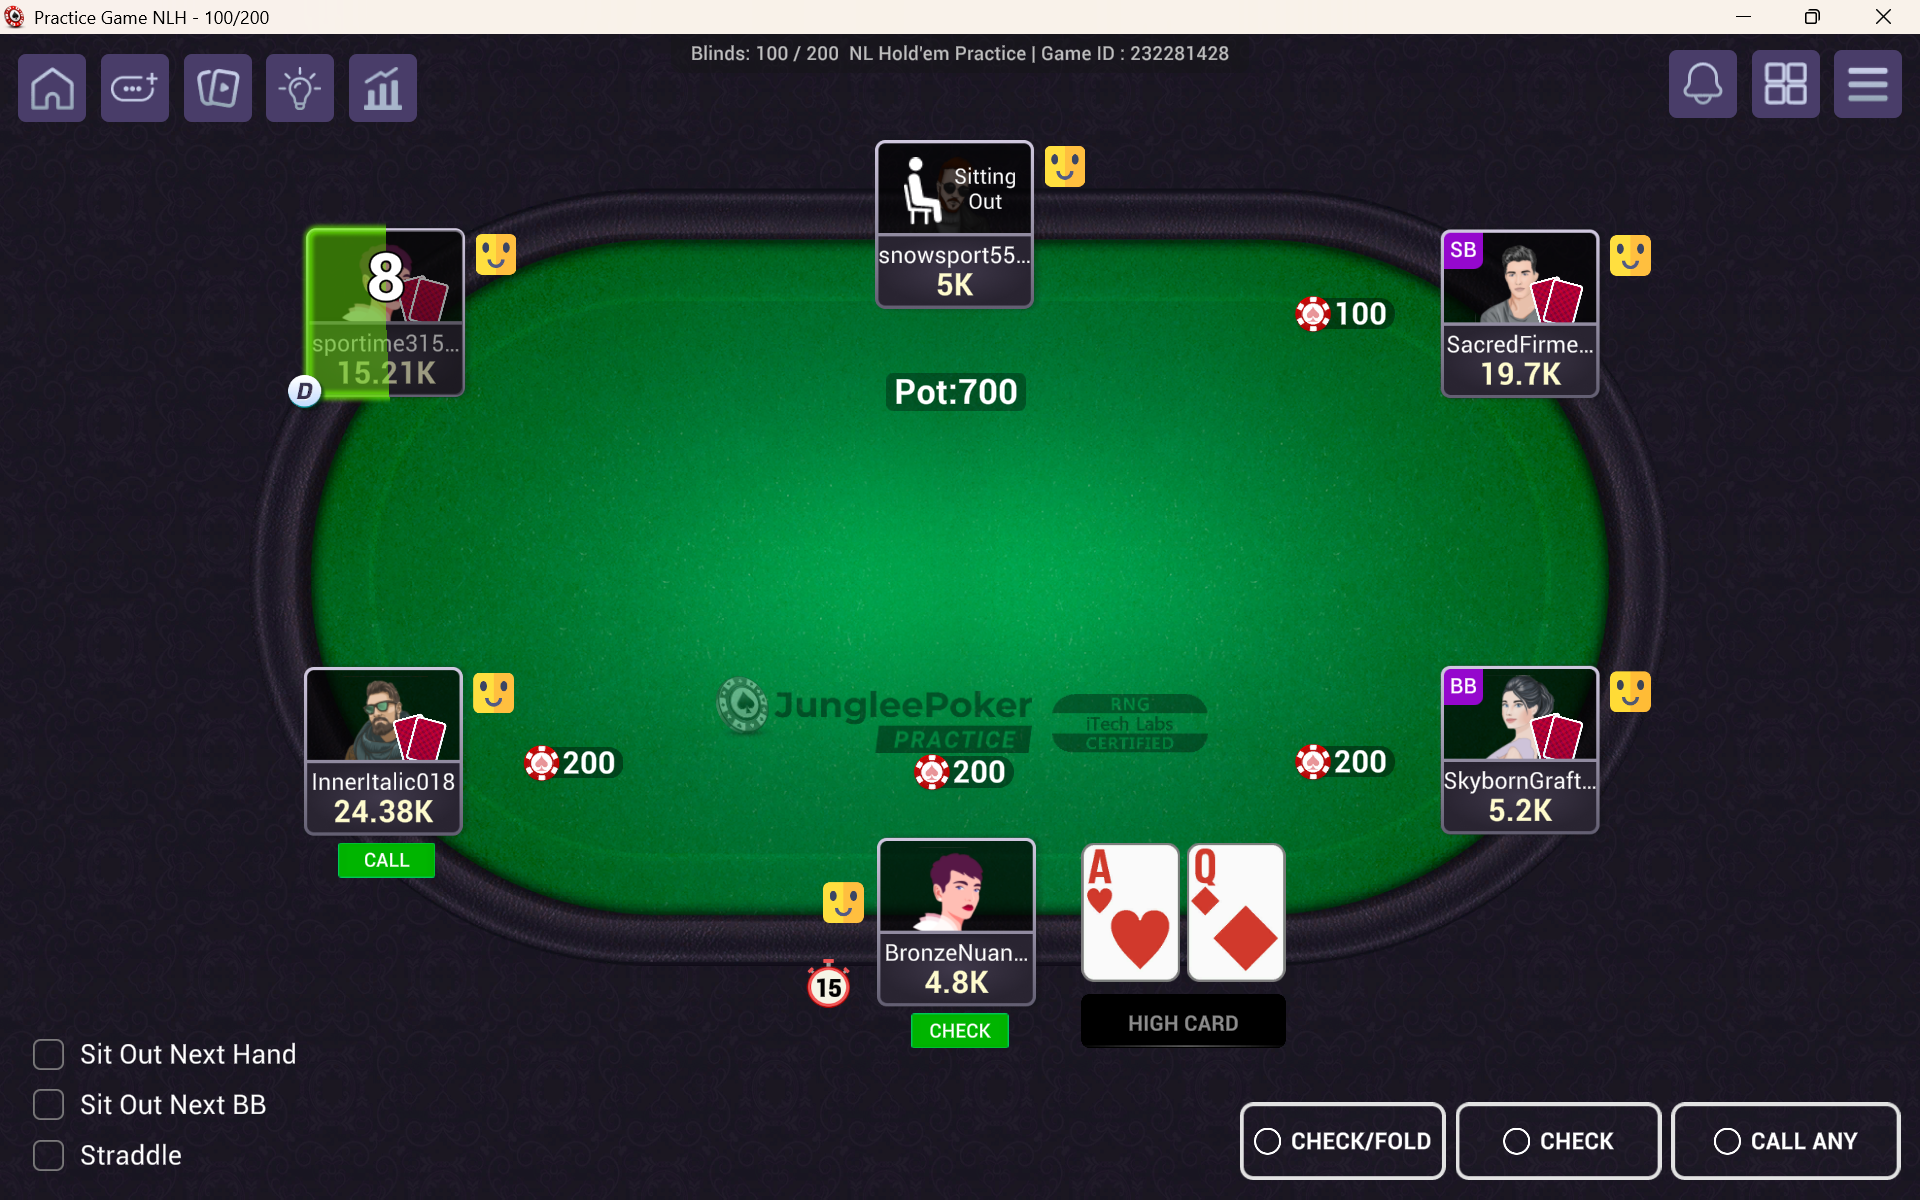 Practice Game NLH - 100/200
Blinds: 100 / 200 NL Hold'em Practice | Game ID : 232281428
Sitting
Out
snowsport55...
5K
8
sportime315...
15.21K
D
SB
SacredFirme...
19.7K
100
Pot:700
InnerItalic018
24.38K
CALL
200
JungleePoker
PRACTICE
RNG
iTech Labs
CERTIFIED
200
200
BB
SkybornGraft...
5.2K
BronzeNuan...
4.8K
15
CHECK
A
Q
HIGH CARD
Sit Out Next Hand
Sit Out Next BB
Straddle
CHECK/FOLD
CHECK
CALL ANY